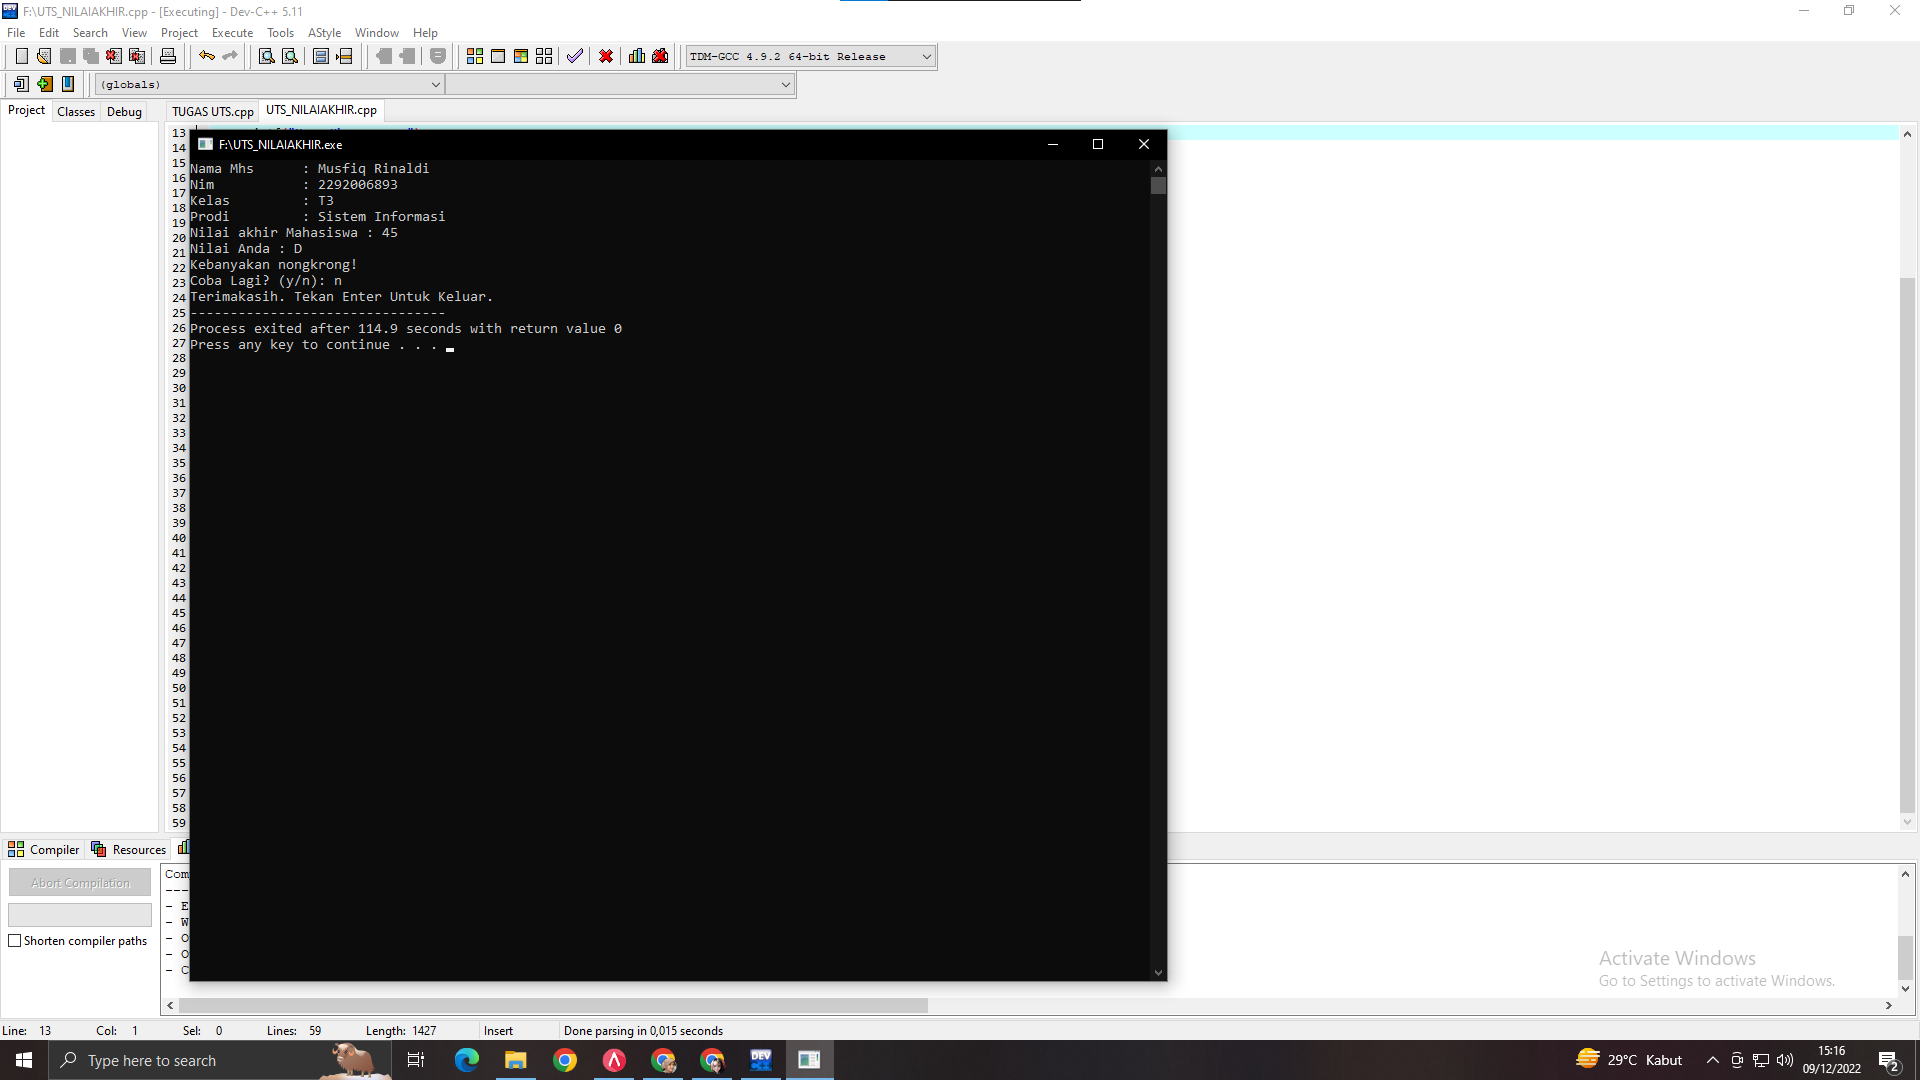 F:\UTS_NILAIAKHIR.cpp - [Executing] - Dev-C++ 5.11
File Edit Search View Project Execute Tools AStyle Window Help
TDM-GCC 4.9.2 64-bit Release
(globals)
Project Classes Debug
TUGAS UTS.cpp UTS_NILAIAKHIR.cpp
F:\UTS_NILAIAKHIR.exe
Nama Mhs : Musfiq Rinaldi
Nim : 2292006893
Kelas : T3
Prodi : Sistem Informasi
Nilai akhir Mahasiswa : 45
Nilai Anda : D
Kebanyakan nongkrong!
Coba Lagi? (y/n): n
Terimakasih. Tekan Enter Untuk Keluar.
--------------------------------
Process exited after 114.9 seconds with return value 0
Press any key to continue . . .
13
14
15
16
17
18
19
20
21
22
23
24
25
26
27
28
29
30
31
32
33
34
35
36
37
38
39
40
41
42
43
44
45
46
47
48
49
50
51
52
53
54
55
56
57
58
59
Compiler Resources
Abort Compilation
Shorten compiler paths
Com
---
- E
- W
- O
- O
- C
Activate Windows
Go to Settings to activate Windows.
Line: 13 Col: 1 Sel: 0 Lines: 59 Length: 1427 Insert Done parsing in 0,015 seconds
Type here to search
DEV
29°C Kabut
15:16
09/12/2022
2